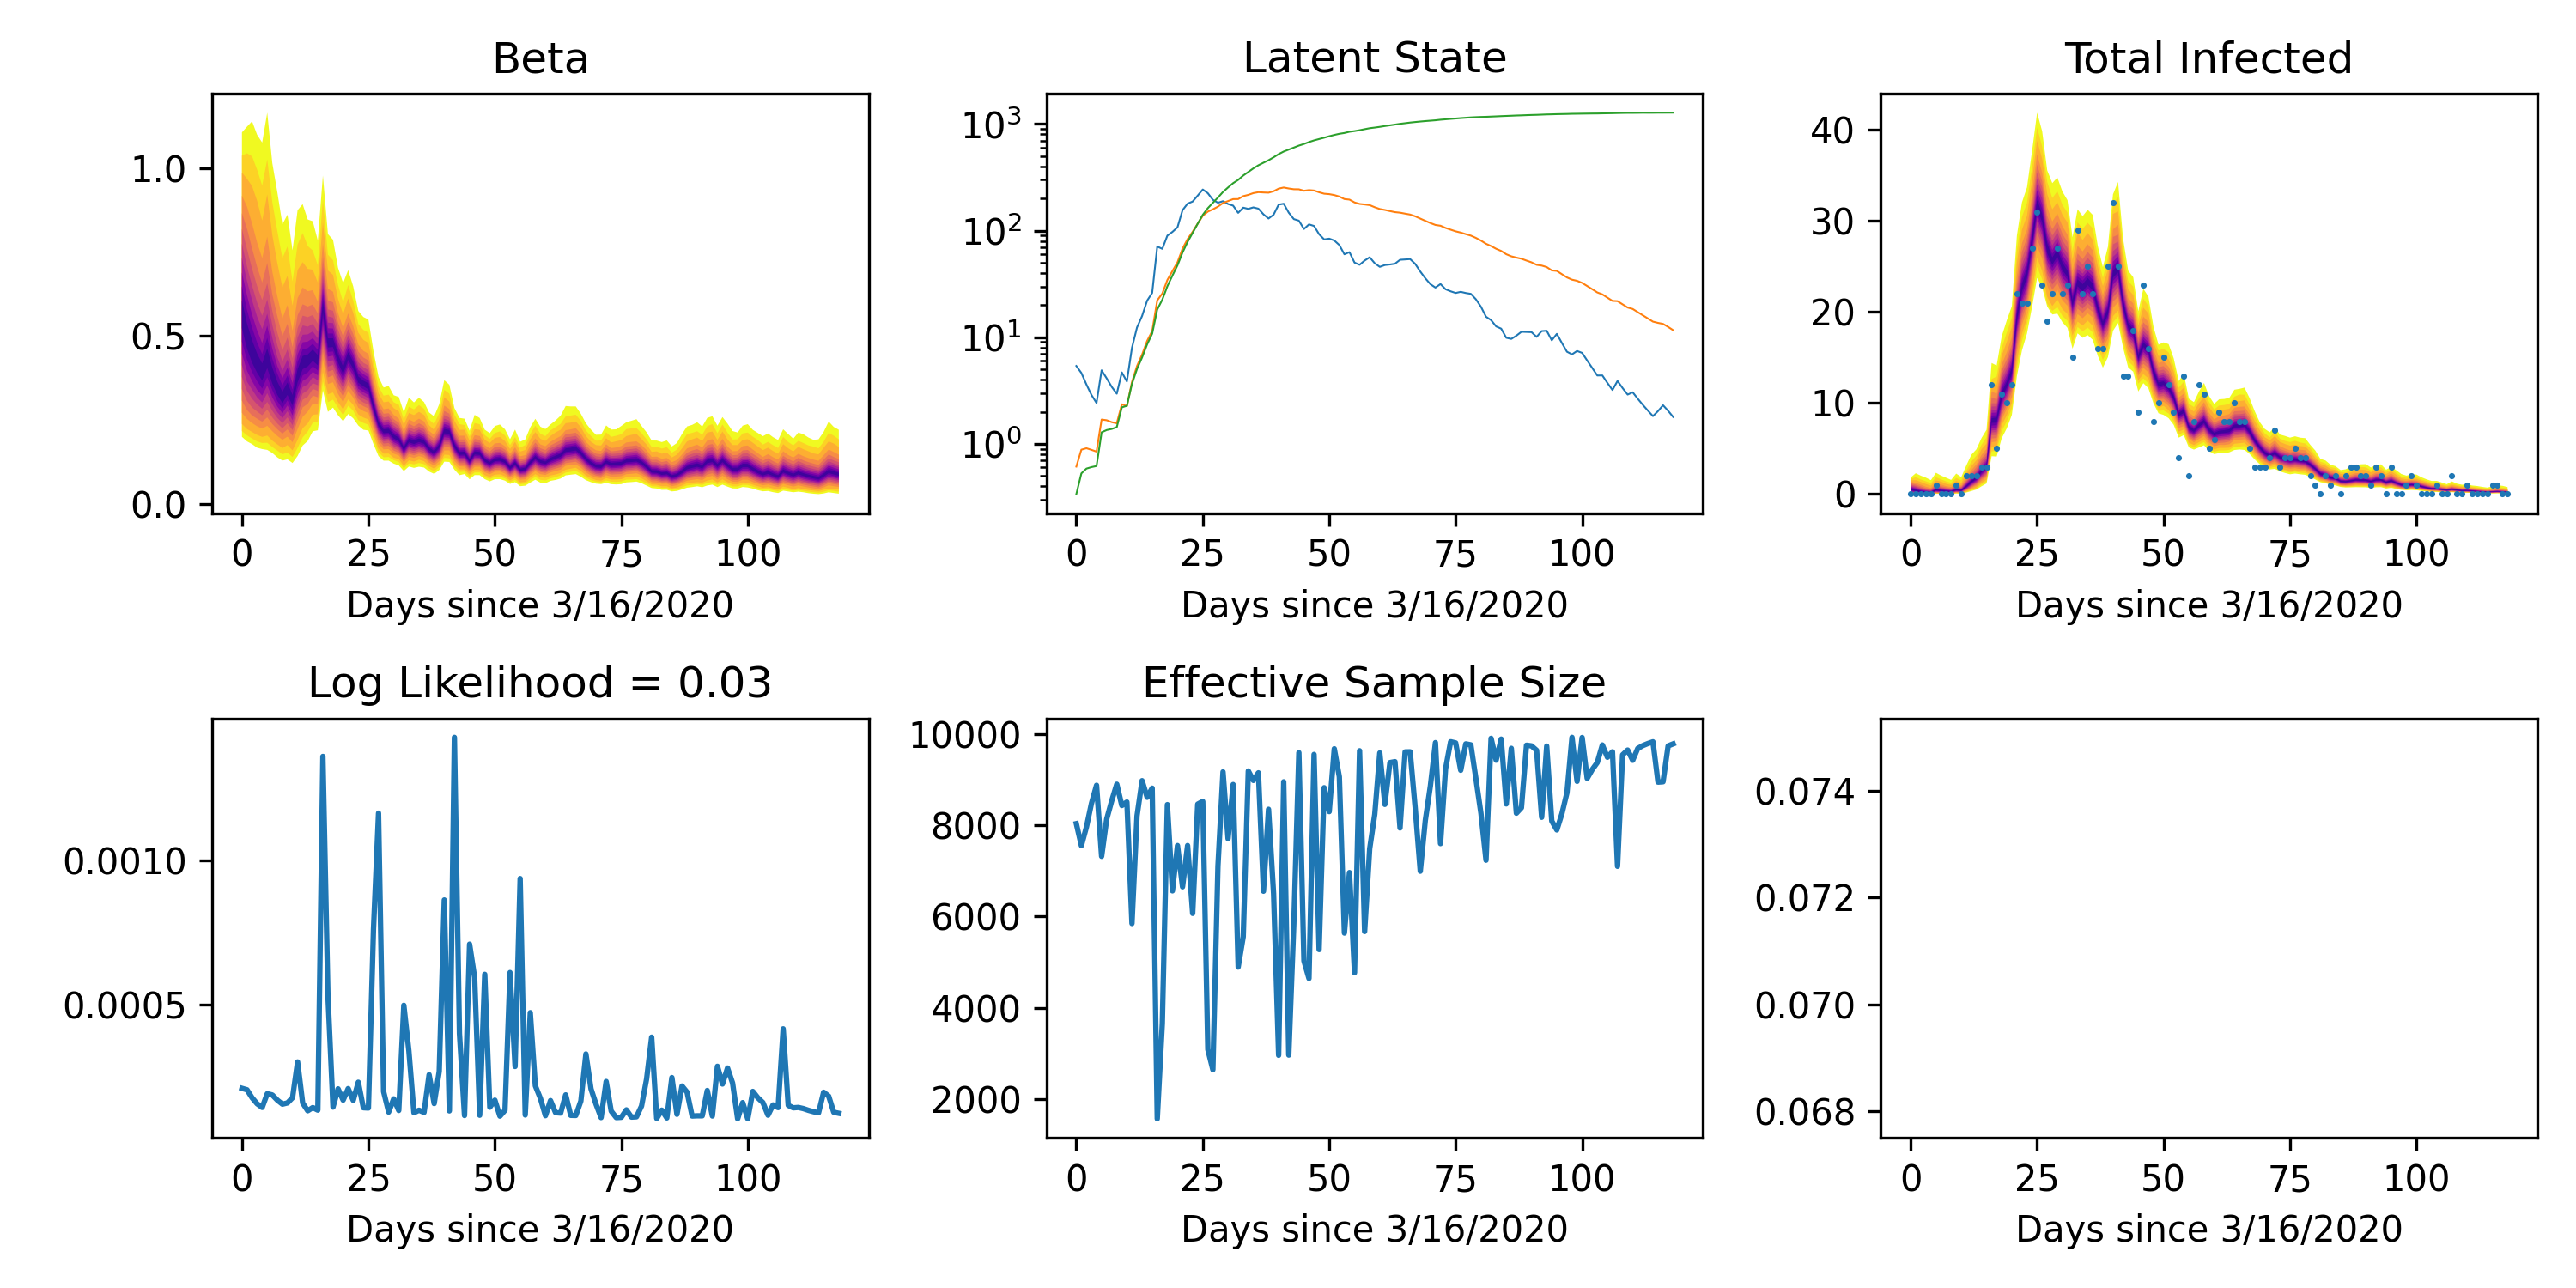 Beta
1.0
0.5
0.0
0 25 50 75 100
Days since 3/16/2020
Latent State
10³
10²
10¹
10⁰
0 25 50 75 100
Days since 3/16/2020
Total Infected
40
30
20
10
0
0 25 50 75 100
Days since 3/16/2020
Log Likelihood = 0.03
0.0010
0.0005
0 25 50 75 100
Days since 3/16/2020
Effective Sample Size
10000
8000
6000
4000
2000
0 25 50 75 100
Days since 3/16/2020
0.074
0.072
0.070
0.068
0 25 50 75 100
Days since 3/16/2020